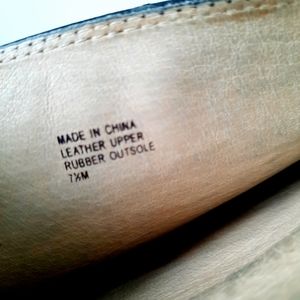 MADE IN CHINA
LEATHER UPPER
RUBBER OUTSOLE
7½M